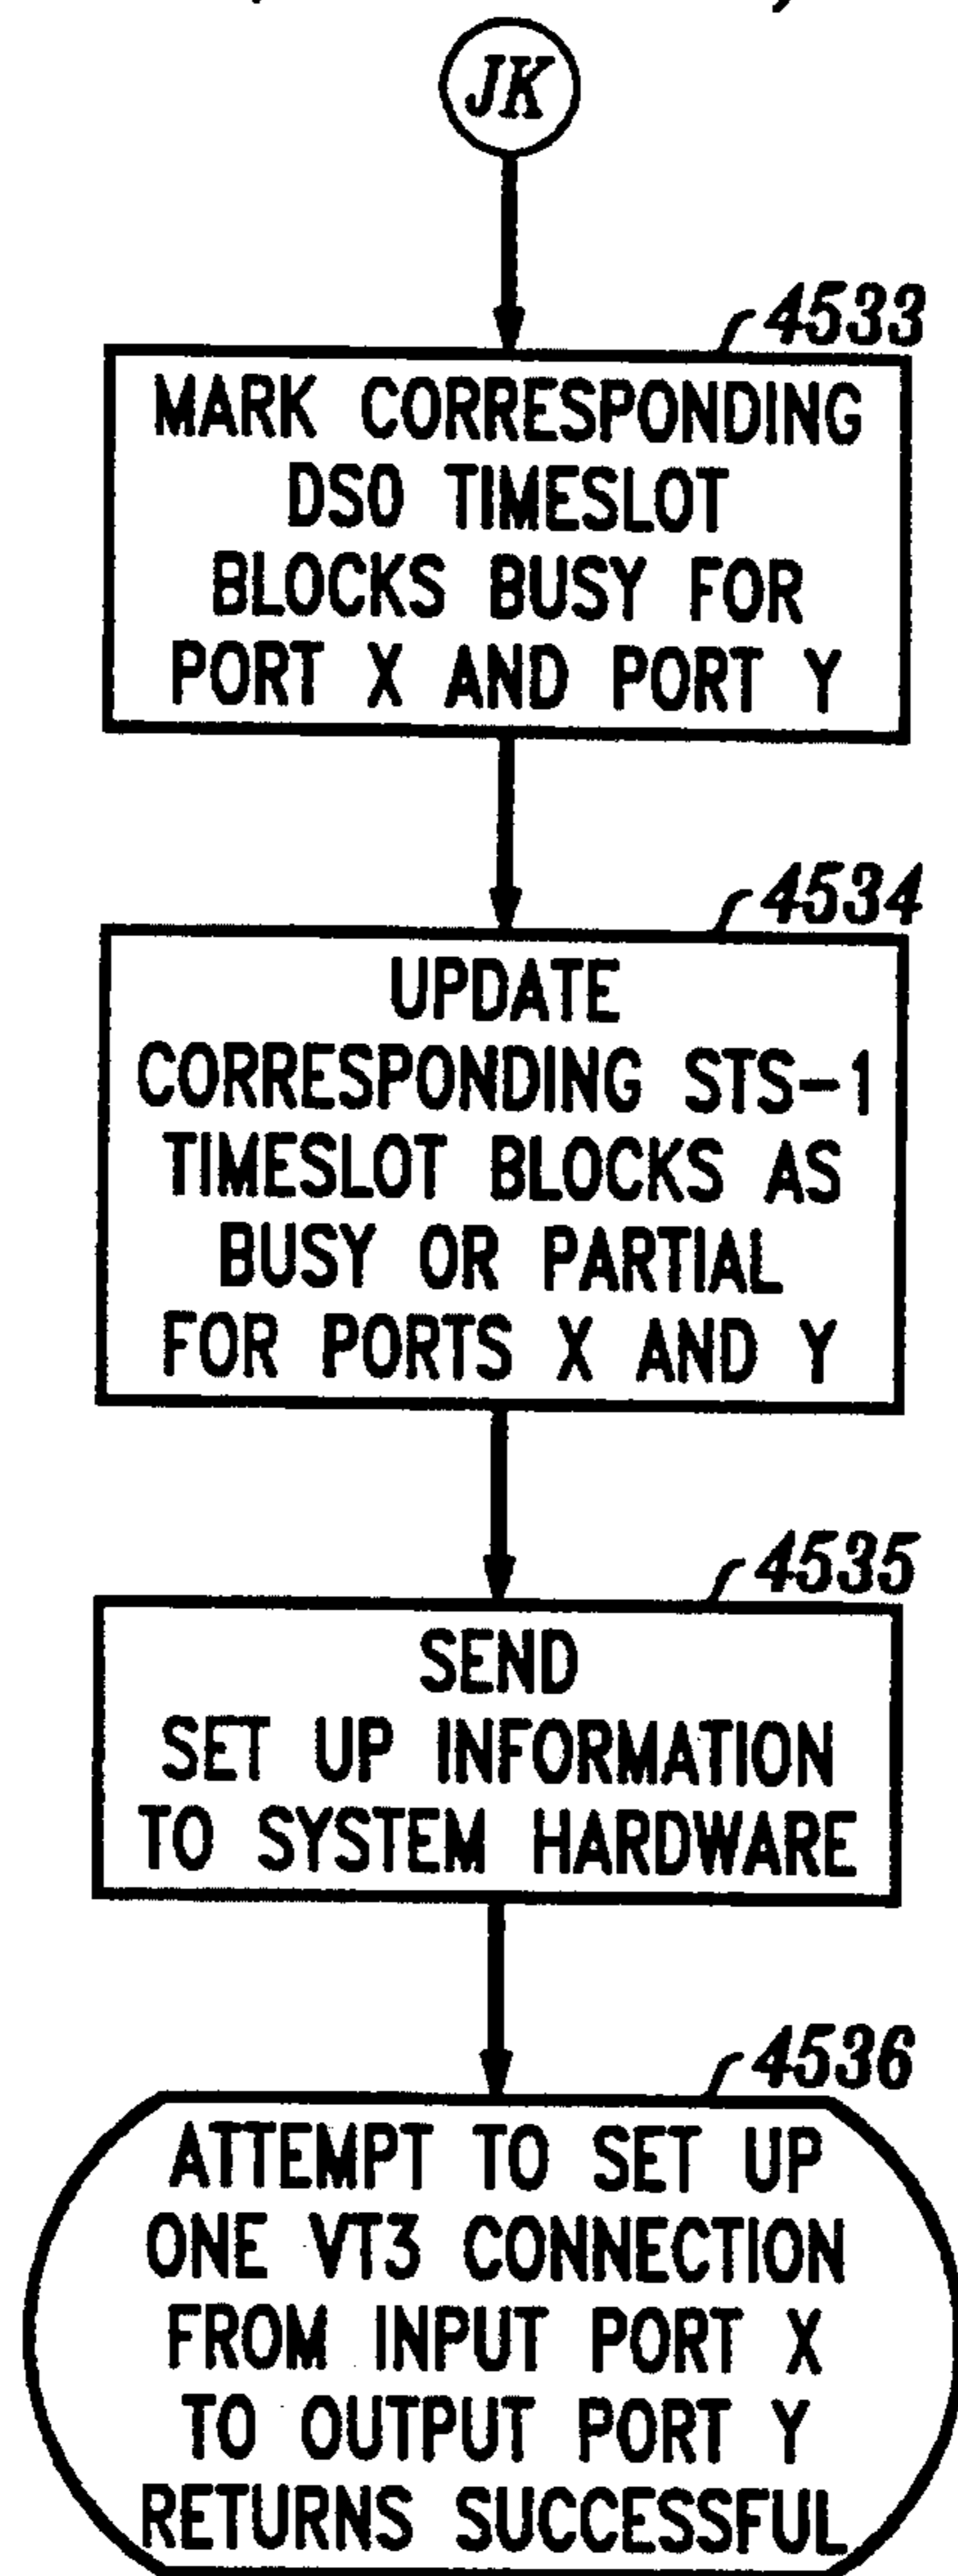 JK
4533
MARK CORRESPONDING
DS0 TIMESLOT
BLOCKS BUSY FOR
PORT X AND PORT Y
4534
UPDATE
CORRESPONDING STS-1
TIMESLOT BLOCKS AS
BUSY OR PARTIAL
FOR PORTS X AND Y
4535
SEND
SET UP INFORMATION
TO SYSTEM HARDWARE
4536
ATTEMPT TO SET UP
ONE VT3 CONNECTION
FROM INPUT PORT X
TO OUTPUT PORT Y
RETURNS SUCCESSFUL